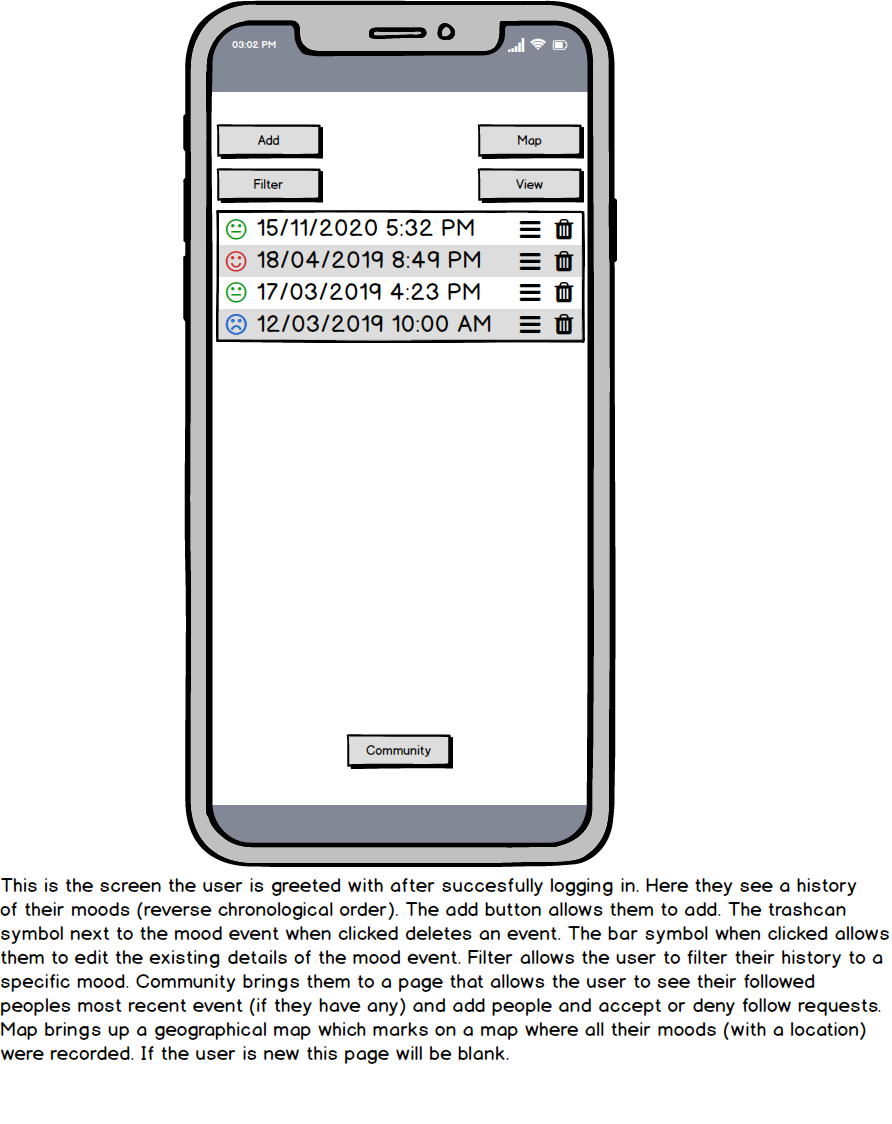 03:02 PM
Add
Map
Filter
View
15/11/2020 5:32 PM
18/04/2019 8:49 PM
17/03/2019 4:23 PM
12/03/2019 10:00 AM
Community
This is the screen the user is greeted with after succesfully logging in. Here they see a history
of their moods (reverse chronological order). The add button allows them to add. The trashcan
symbol next to the mood event when clicked deletes an event. The bar symbol when clicked allows
them to edit the existing details of the mood event. Filter allows the user to filter their history to a
specific mood. Community brings them to a page that allows the user to see their followed
peoples most recent event (if they have any) and add people and accept or deny follow requests.
Map brings up a geographical map which marks on a map where all their moods (with a location)
were recorded. If the user is new this page will be blank.